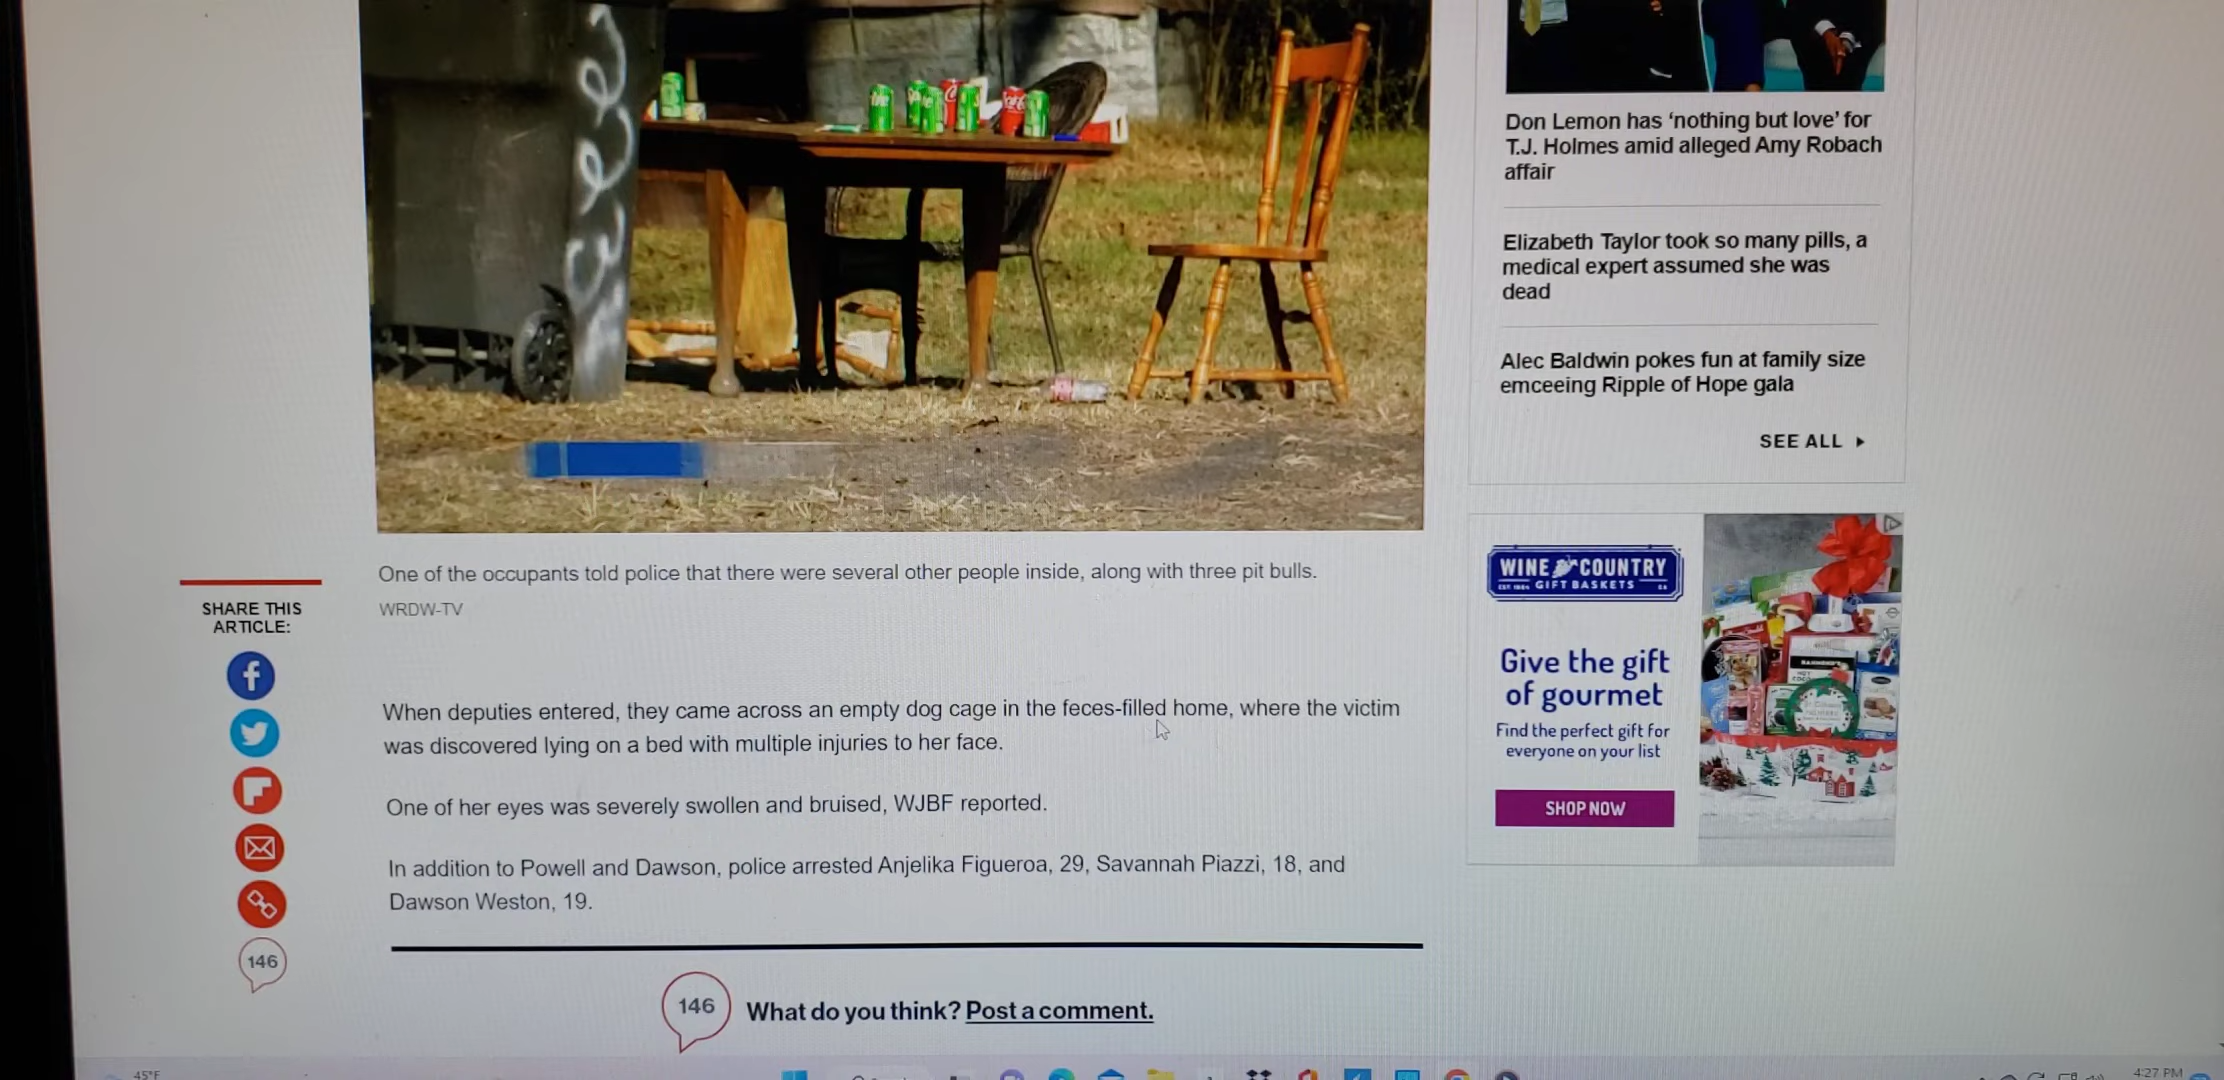 Don Lemon has ‘nothing but love’ for
T.J. Holmes amid alleged Amy Robach
affair
Elizabeth Taylor took so many pills, a
medical expert assumed she was
dead
Alec Baldwin pokes fun at family size
emceeing Ripple of Hope gala
SEE ALL
One of the occupants told police that there were several other people inside, along with three pit bulls.
WRDW-TV
SHARE THIS
ARTICLE:
146
When deputies entered, they came across an empty dog cage in the feces-filled home, where the victim
was discovered lying on a bed with multiple injuries to her face.
One of her eyes was severely swollen and bruised, WJBF reported.
In addition to Powell and Dawson, police arrested Anjelika Figueroa, 29, Savannah Piazzi, 18, and
Dawson Weston, 19.
146 What do you think? Post a comment.
WINE COUNTRY
GIFT BASKETS
Give the gift
of gourmet
Find the perfect gift for
everyone on your list
SHOP NOW
45°F
4:27 PM